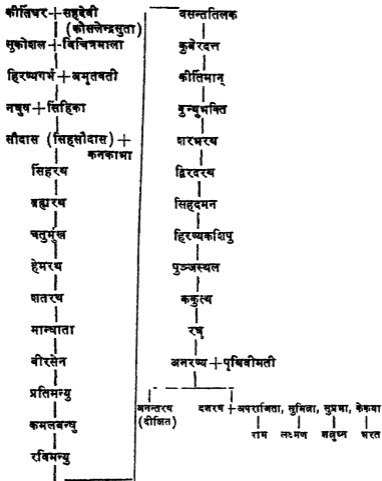 कीर्तिधर + सहदेवी
(कोसलेन्द्रसुता)
सुकोशल + विचित्रमाला
हिरण्यगर्भ + अमृतवती
नघुष + सिंहिका
सौदास (सिंहसौदास) +
कनकाभा
सिंहरथ
ब्रह्मरथ
चतुर्मुख
हेमरथ
शतरथ
मान्धाता
वीरसेन
प्रतिमन्यु
कमलबन्धु
रविमन्यु
वसन्ततिलक
कुबेरदत्त
कीर्तिमान्
कुन्थुभक्ति
शरभरथ
द्विरदरथ
सिंहदमन
हिरण्यकशिपु
पुञ्जस्थल
ककुत्थ
रघु
अनरण्य + पृथिवीमती
अनन्तरथ
(दीक्षित)
दशरथ + अपराजिता, सुमित्रा, सुप्रभा, केकया
राम लक्ष्मण शत्रुघ्न भरत